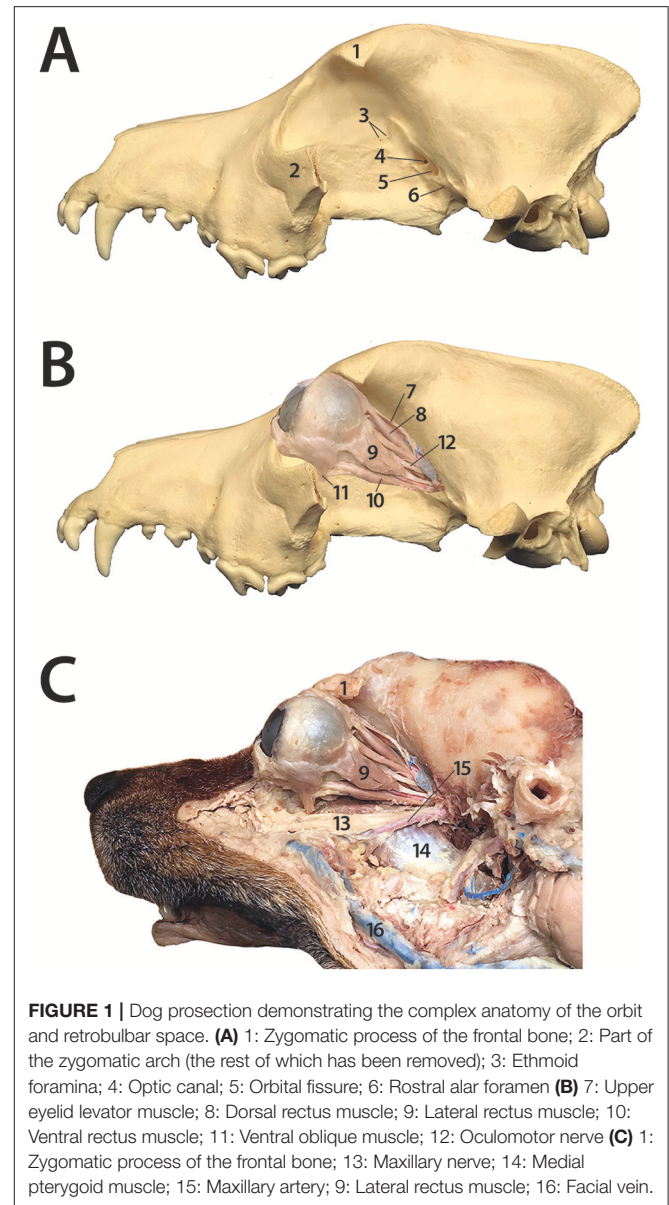 A
1
3
2
4
5
6
B
7
8
12
9
11
10
C
1
9
15
13
14
16
FIGURE 1 | Dog prosection demonstrating the complex anatomy of the orbit
and retrobulbar space. (A) 1: Zygomatic process of the frontal bone; 2: Part of
the zygomatic arch (the rest of which has been removed); 3: Ethmoid
foramina; 4: Optic canal; 5: Orbital fissure; 6: Rostral alar foramen (B) 7: Upper
eyelid levator muscle; 8: Dorsal rectus muscle; 9: Lateral rectus muscle; 10:
Ventral rectus muscle; 11: Ventral oblique muscle; 12: Oculomotor nerve (C) 1:
Zygomatic process of the frontal bone; 13: Maxillary nerve; 14: Medial
pterygoid muscle; 15: Maxillary artery; 9: Lateral rectus muscle; 16: Facial vein.